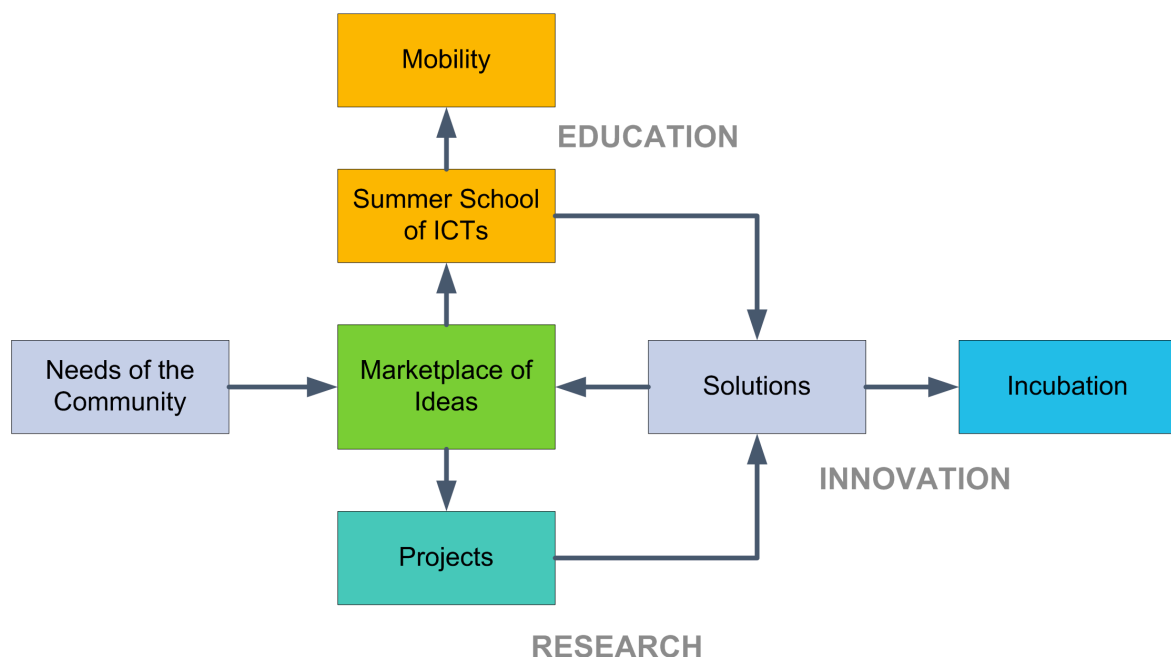 Mobility
EDUCATION
Summer School
of ICTs
Needs of the
Community
Marketplace of
Ideas
Solutions
Incubation
INNOVATION
Projects
RESEARCH